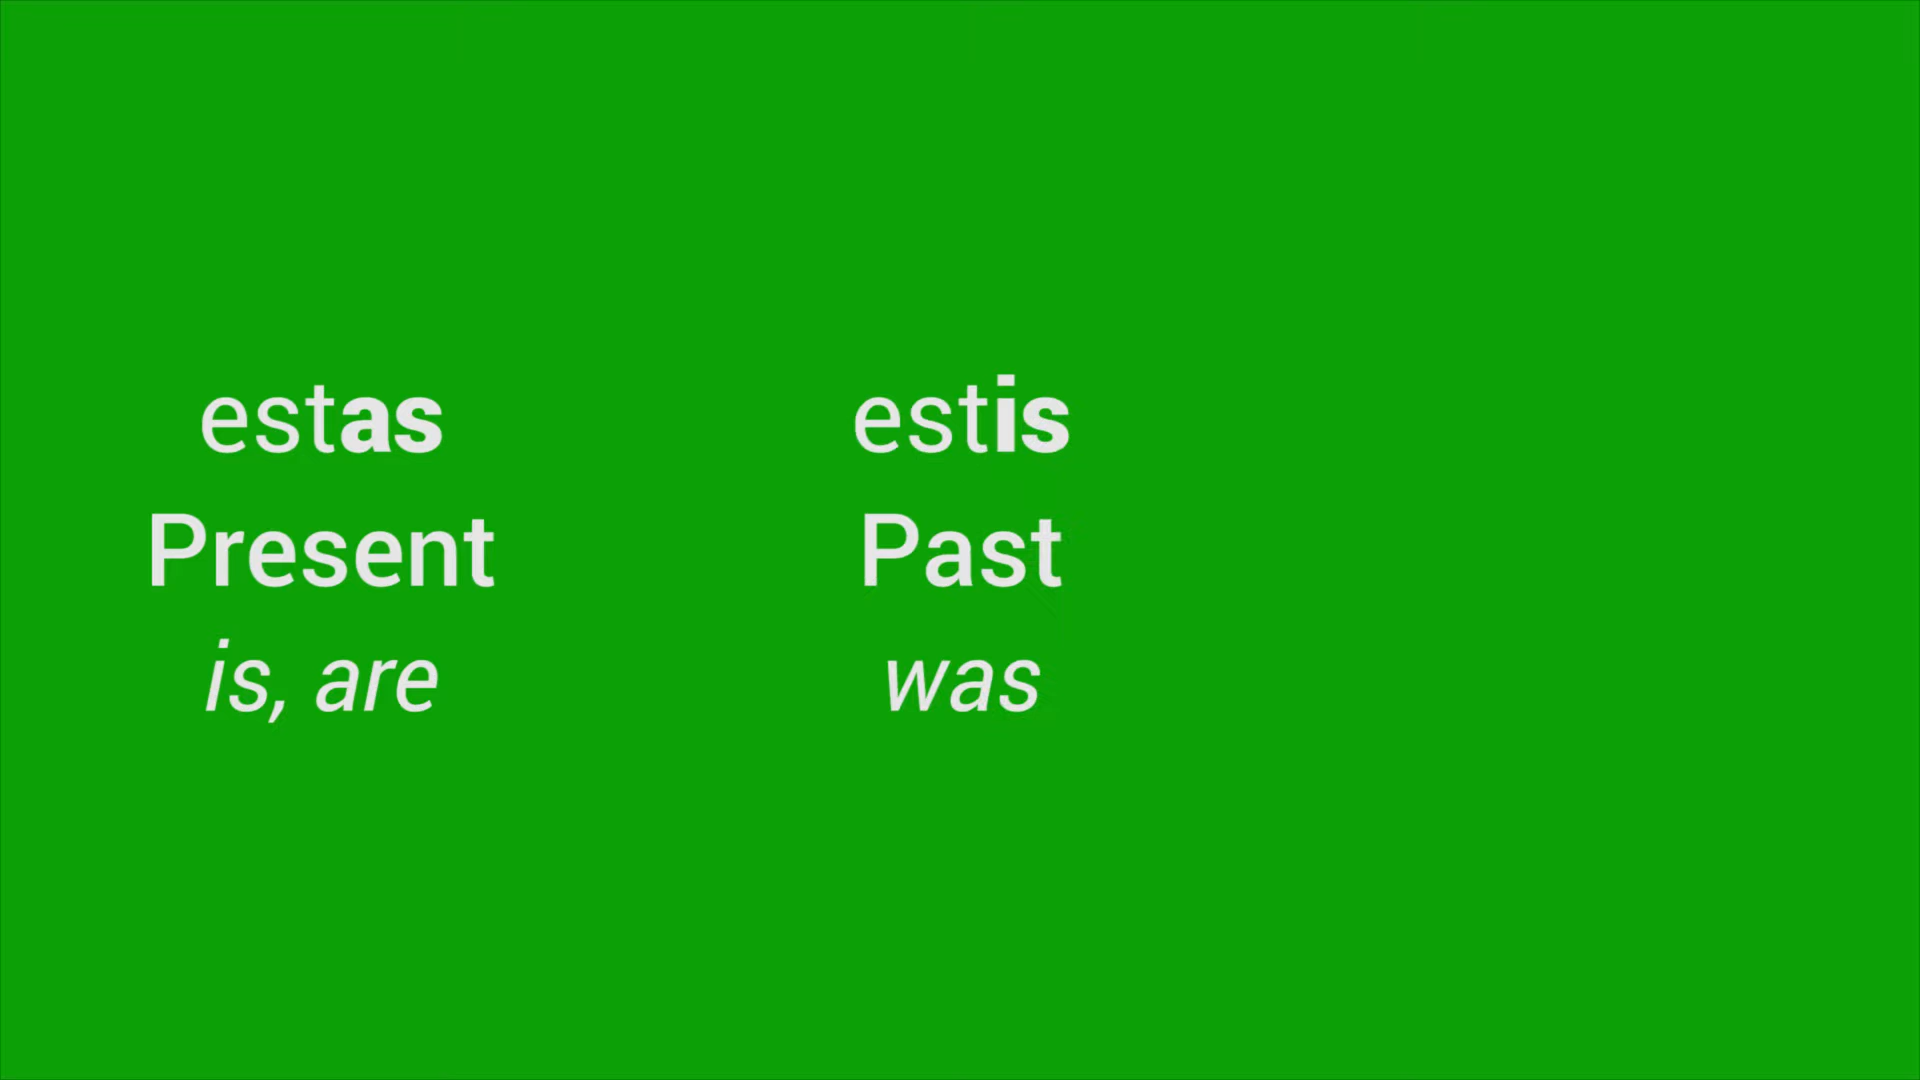 estas
Present
is, are
estis
Past
was